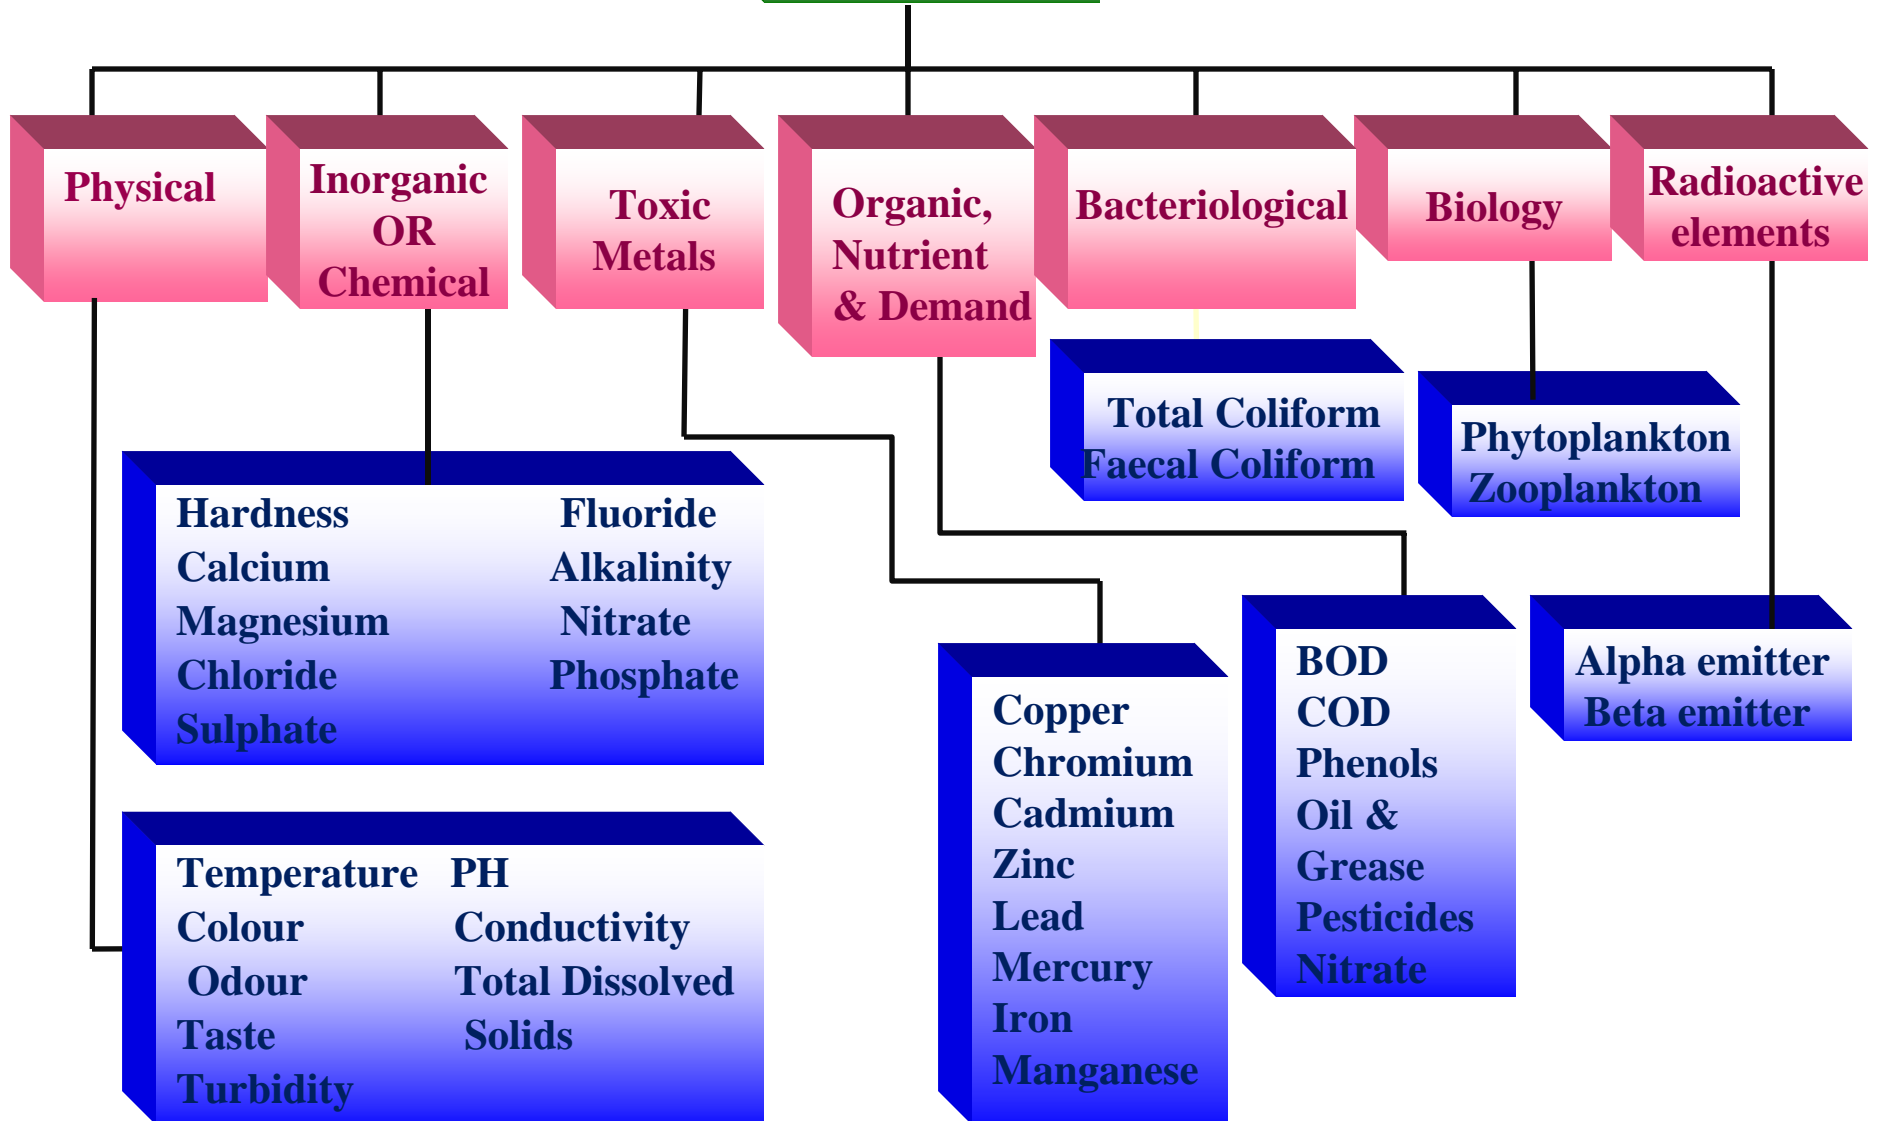 Physical
Inorganic
OR
Chemical
Toxic
Metals
Organic,
Nutrient
& Demand
Bacteriological
Biology
Radioactive
elements
Total Coliform
Faecal Coliform
Phytoplankton
Zooplankton
Hardness Fluoride
Calcium Alkalinity
Magnesium Nitrate
Chloride Phosphate
Sulphate
Temperature PH
Colour Conductivity
Odour Total Dissolved
Taste Solids
Turbidity
Copper
Chromium
Cadmium
Zinc
Lead
Mercury
Iron
Manganese
BOD
COD
Phenols
Oil &
Grease
Pesticides
Nitrate
Alpha emitter
Beta emitter